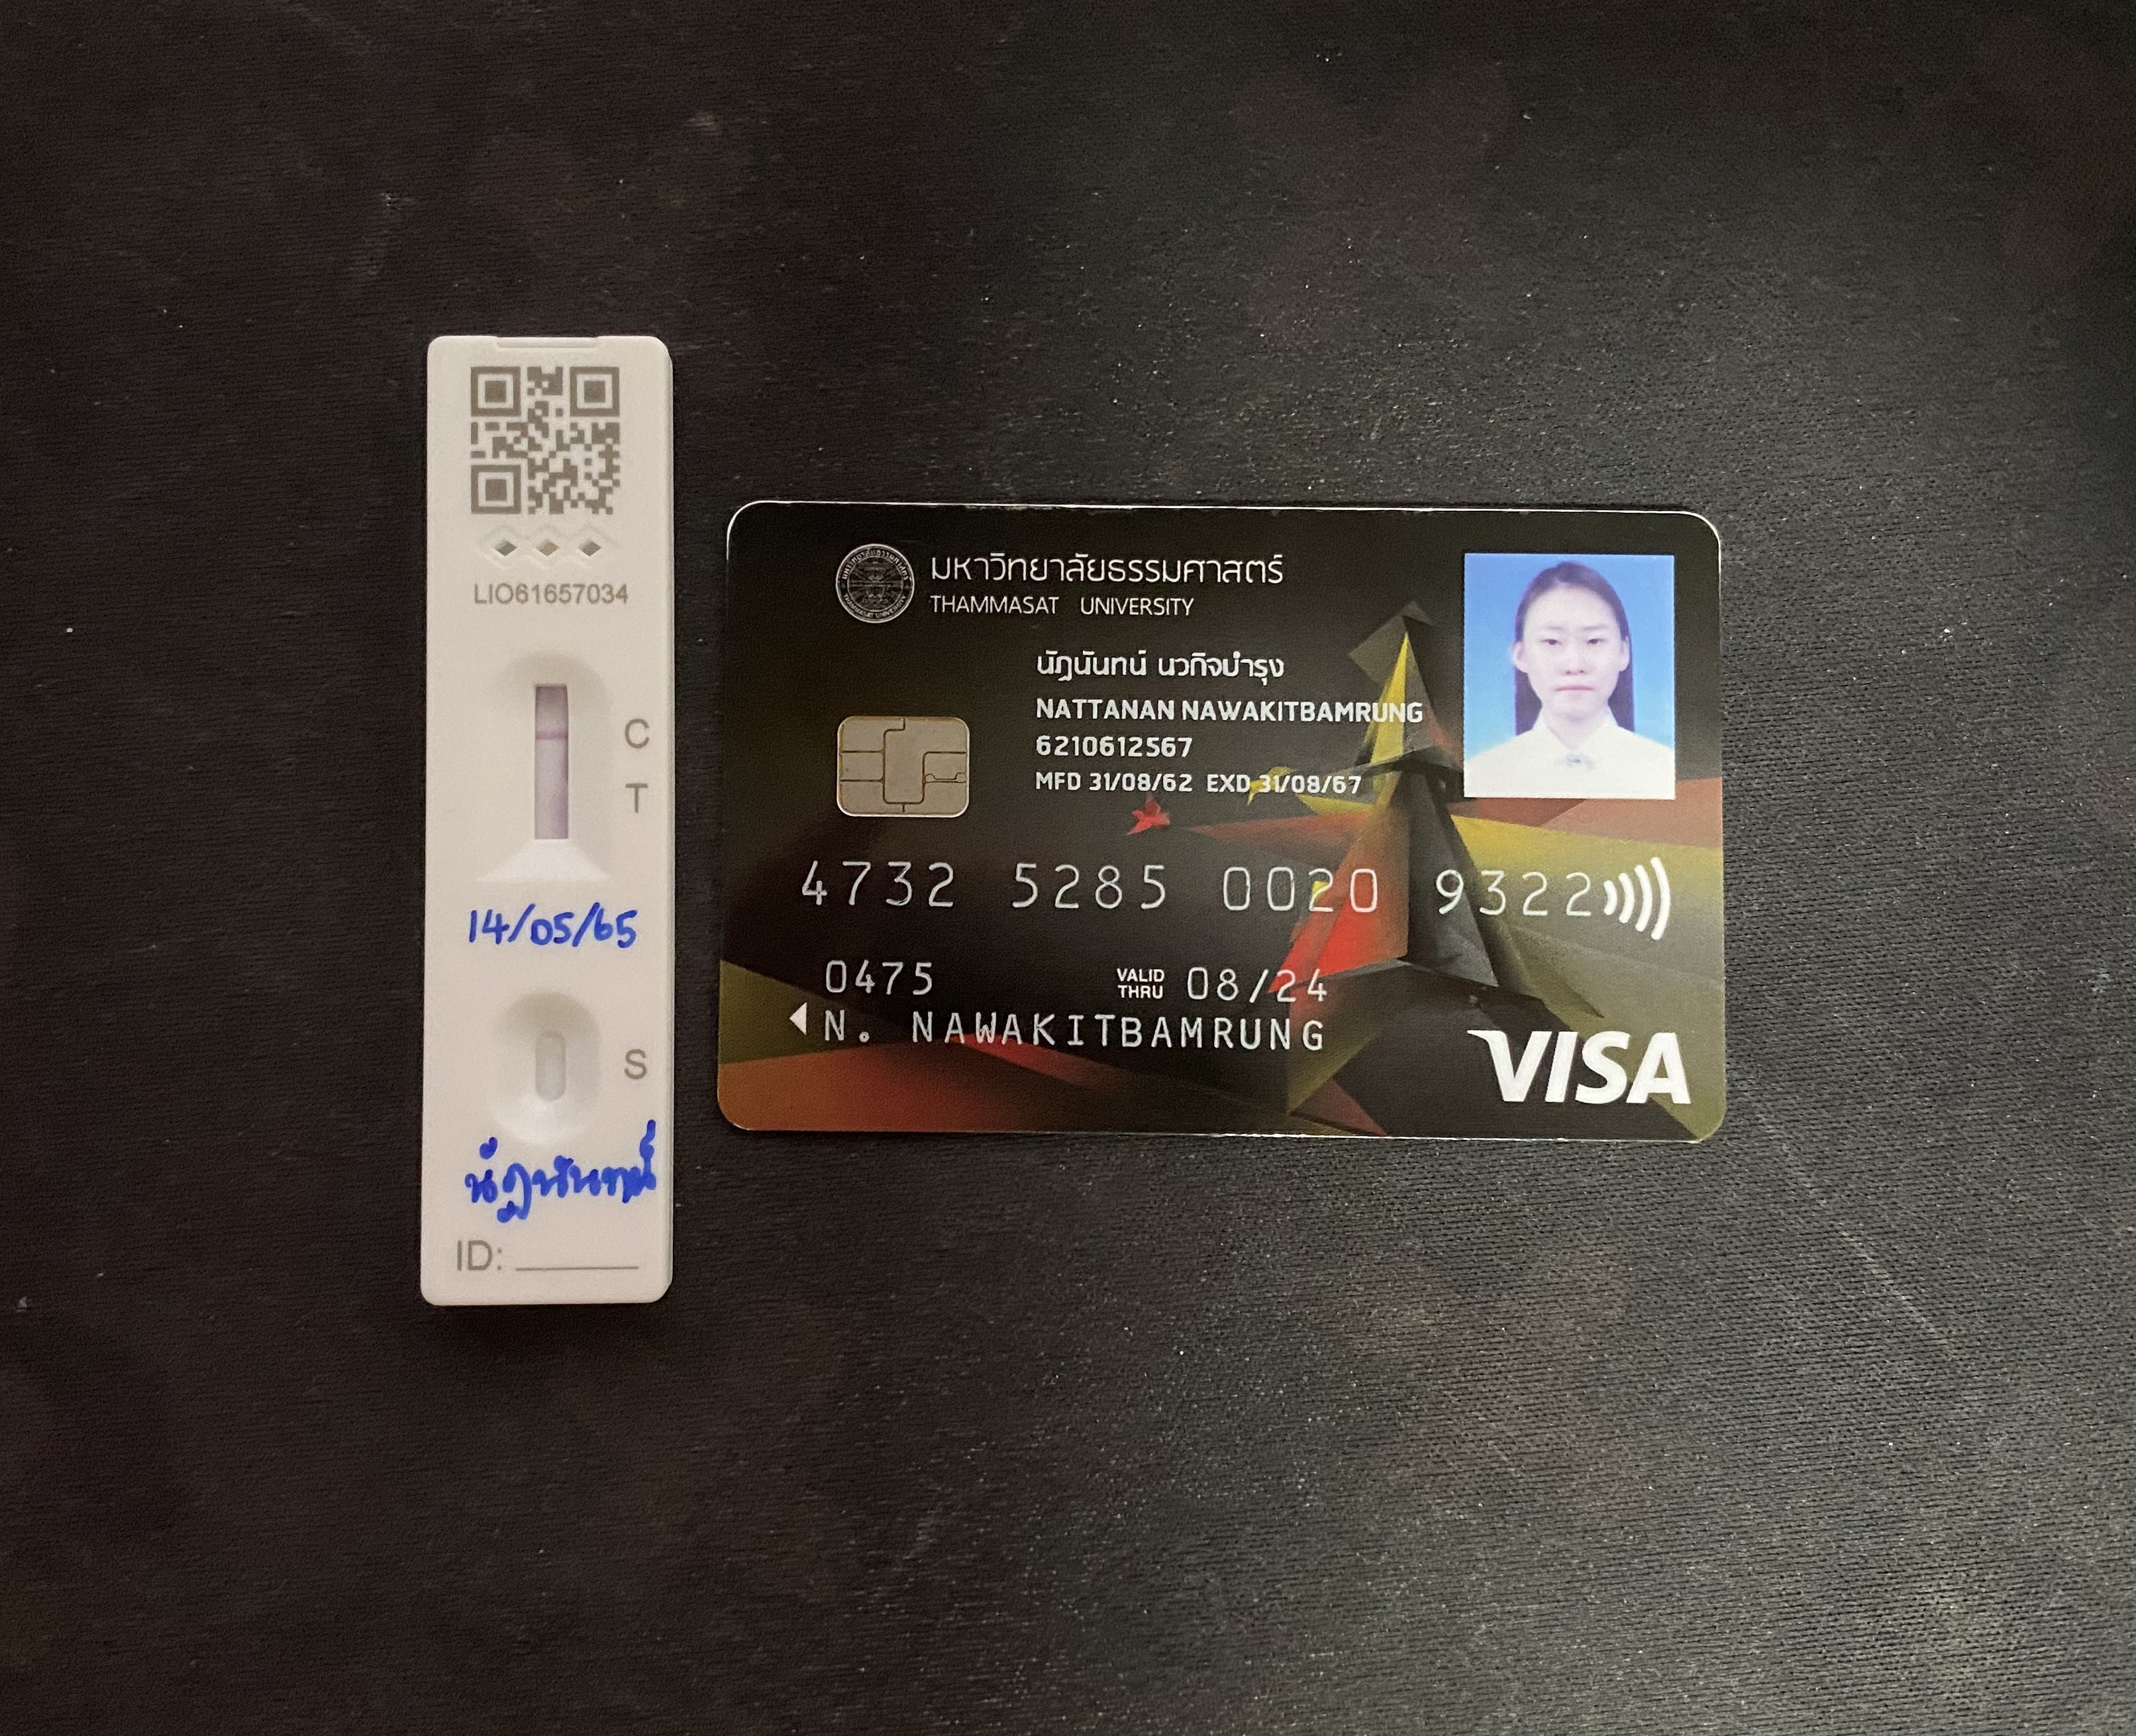 LIO61657034
C
T
14/05/65
S
นัฏนันทน์
ID:
มหาวิทยาลัยธรรมศาสตร์
THAMMASAT UNIVERSITY
นัฏนันทน์ นวกิจบำรุง
NATTANAN NAWAKITBAMRUNG
6210612567
MFD 31/08/62 EXD 31/08/67
4732 5285 0020 9322
0475 VALID THRU 08/24
N. NAWAKITBAMRUNG
VISA